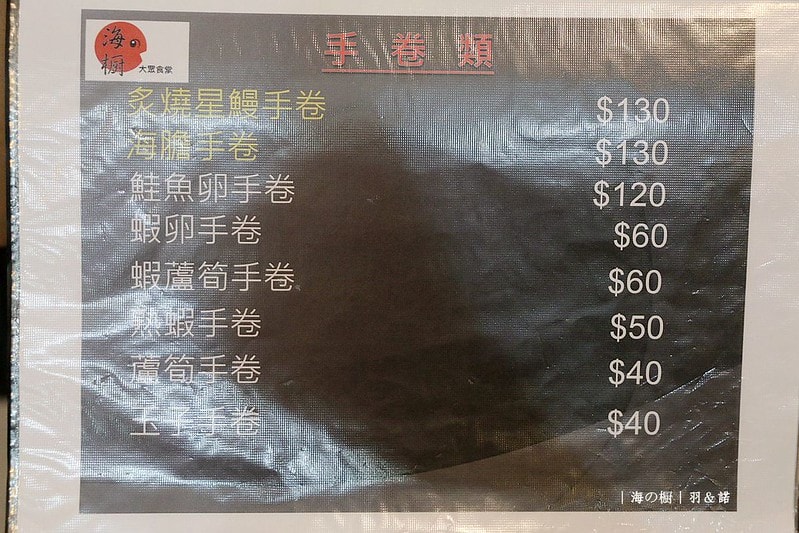 海の橱
大眾食堂
手卷類
炙燒星鰻手卷 $130
海膽手卷 $130
鮭魚卵手卷 $120
蝦卵手卷 $60
蝦蘆筍手卷 $60
熟蝦手卷 $50
蘆筍手卷 $40
玉子手卷 $40
| 海の橱 | 羽&諾